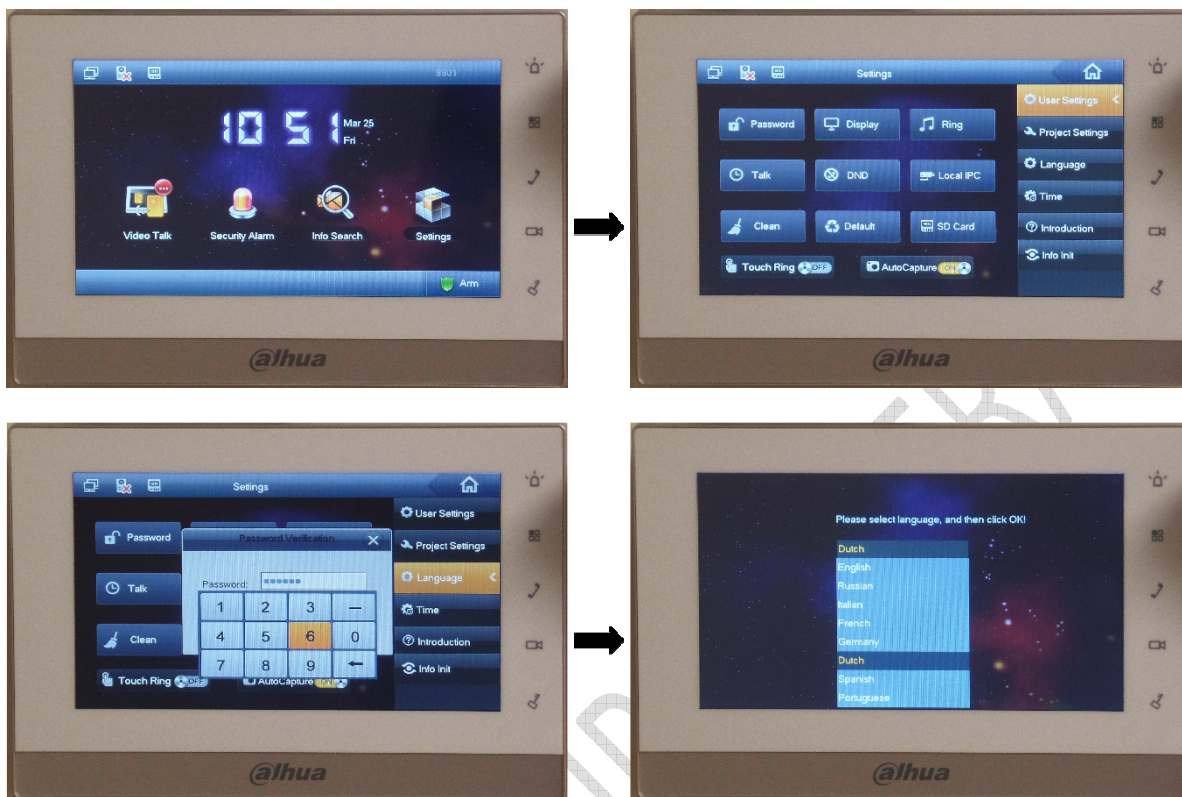 9901
10 51
Mar 25
Fri
Video Talk Security Alarm Info Search Settings
Arm
alhua
Settings
User Settings
Password Display Ring
Project Settings
Language
Talk DND Local IPC
Time
Clean Default SD Card
Introduction
Info Init
Touch Ring OFF AutoCapture ON
alhua
Settings
User Settings
Password
Password Verification
Project Settings
Language
Password: ******
Talk
1 2 3 —
Time
4 5 6 0
Clean
Introduction
7 8 9 ←
Info Init
Touch Ring OFF AutoCapture ON
alhua
Please select language, and then click OK!
Dutch
English
Russian
Italian
French
Germany
Dutch
Spanish
Portuguese
alhua